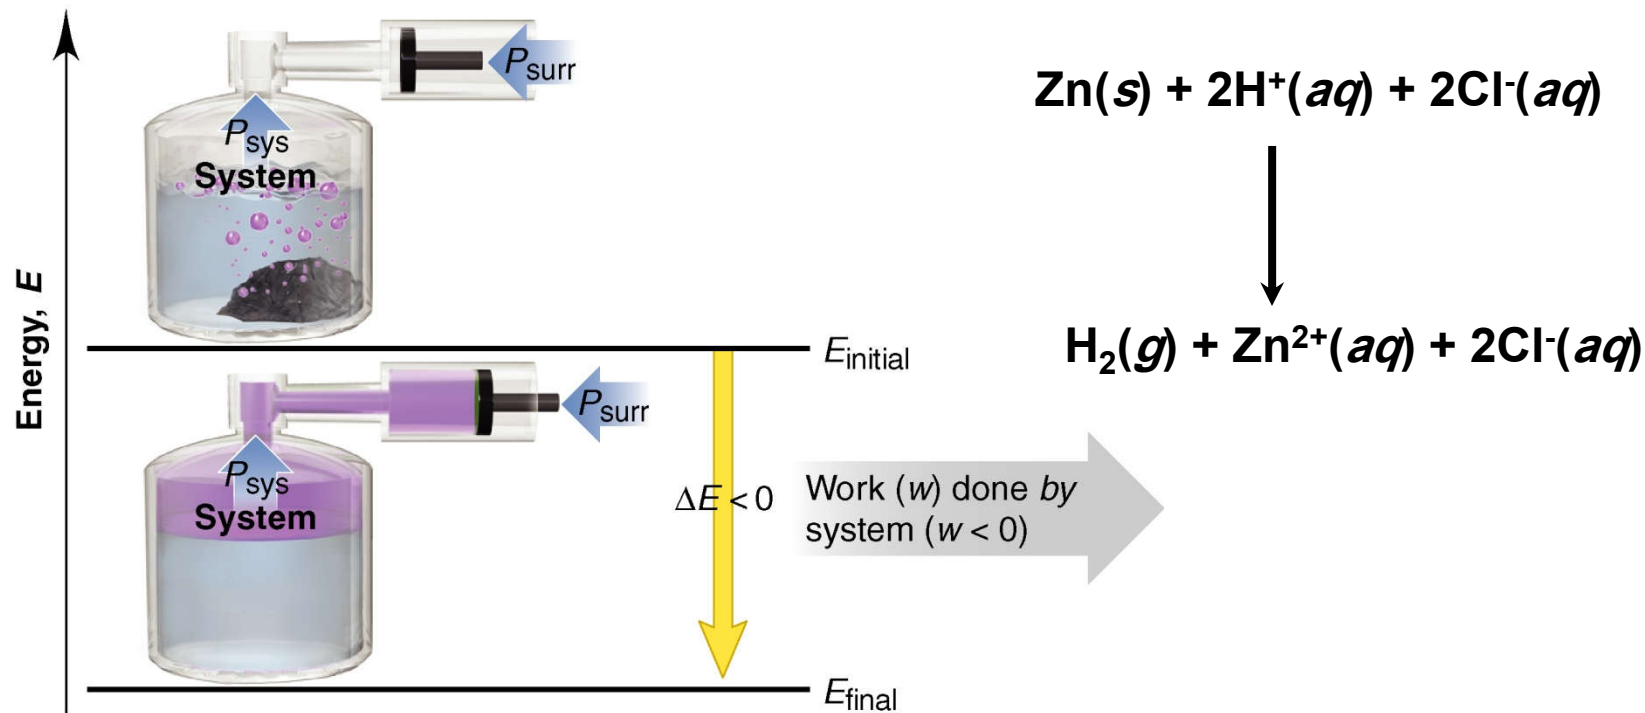 Energy, E
P_surr
P_sys
System
Zn(s) + 2H⁺(aq) + 2Cl⁻(aq)
H₂(g) + Zn²⁺(aq) + 2Cl⁻(aq)
E_initial
P_surr
P_sys
System
ΔE < 0
Work (w) done by
system (w < 0)
E_final